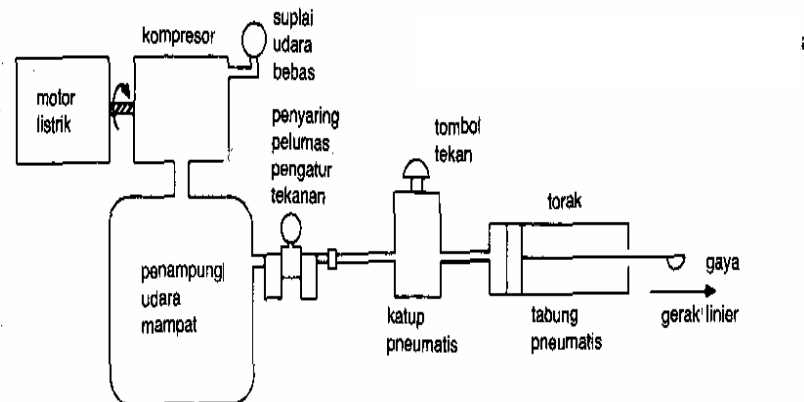 suplai
udara
bebas
kompresor
motor
listrik
penyaring
pelumas
pengatur
tekanan
tombol
tekan
torak
penampung
udara
mampat
katup
pneumatis
tabung
pneumatis
gaya
gerak linier